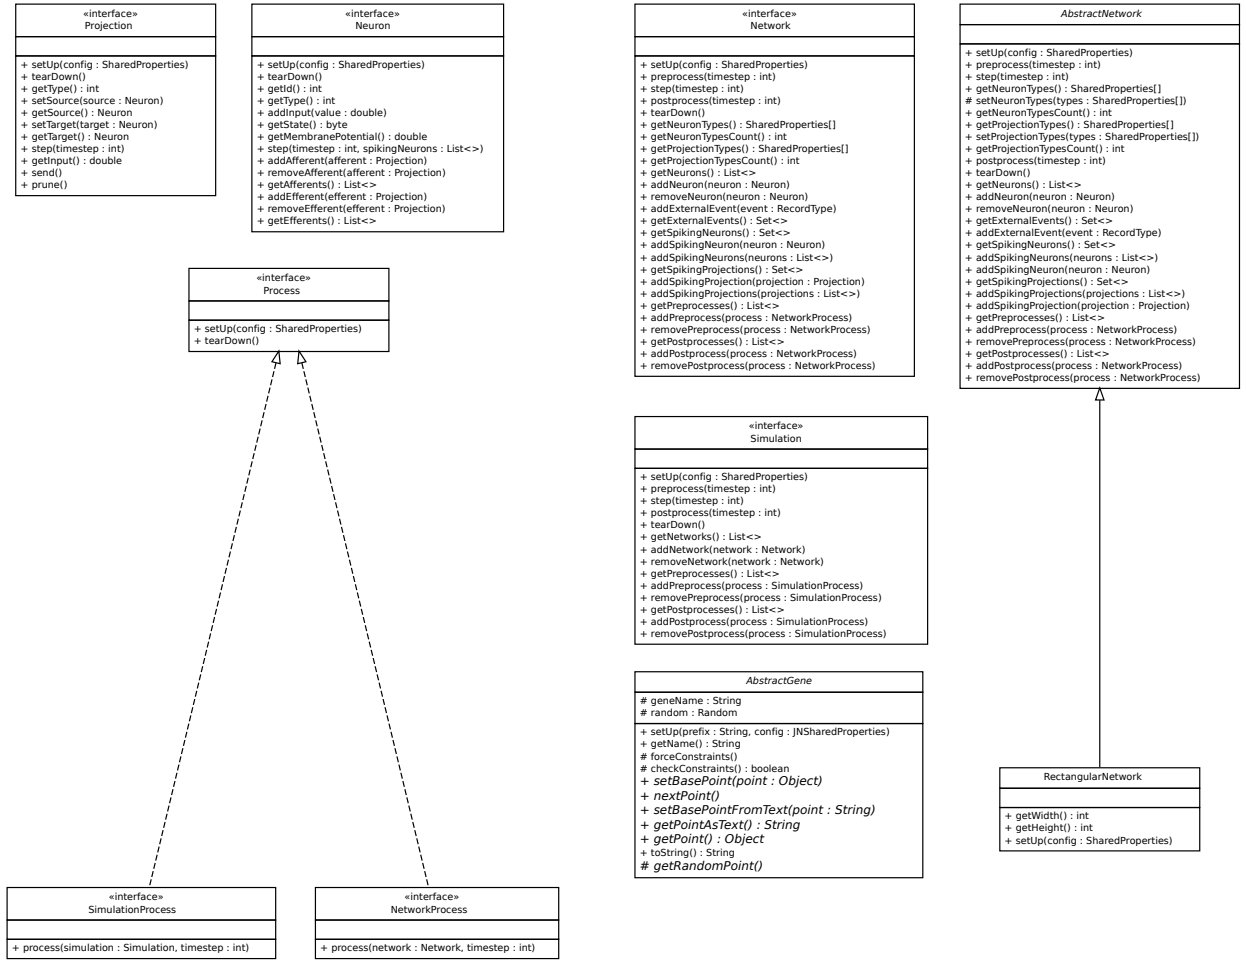 «interface»
Projection
+ setUp(config : SharedProperties)
+ tearDown()
+ getType() : int
+ setSource(source : Neuron)
+ getSource() : Neuron
+ setTarget(target : Neuron)
+ getTarget() : Neuron
+ step(timestep : int)
+ getInput() : double
+ send()
+ prune()
«interface»
Neuron
+ setUp(config : SharedProperties)
+ tearDown()
+ getId() : int
+ getType() : int
+ addInput(value : double)
+ getState() : byte
+ getMembranePotential() : double
+ step(timestep : int, spikingNeurons : List<>)
+ addAfferent(afferent : Projection)
+ removeAfferent(afferent : Projection)
+ getAfferents() : List<>
+ addEfferent(efferent : Projection)
+ removeEfferent(efferent : Projection)
+ getEfferents() : List<>
«interface»
Network
+ setUp(config : SharedProperties)
+ preprocess(timestep : int)
+ step(timestep : int)
+ postprocess(timestep : int)
+ tearDown()
+ getNeuronTypes() : SharedProperties[]
+ getNeuronTypesCount() : int
+ getProjectionTypes() : SharedProperties[]
+ getProjectionTypesCount() : int
+ getNeurons() : List<>
+ addNeuron(neuron : Neuron)
+ removeNeuron(neuron : Neuron)
+ addExternalEvent(event : RecordType)
+ getExternalEvents() : Set<>
+ getSpikingNeurons() : Set<>
+ addSpikingNeuron(neuron : Neuron)
+ addSpikingNeurons(neurons : List<>)
+ getSpikingProjections() : Set<>
+ addSpikingProjection(projection : Projection)
+ addSpikingProjections(projections : List<>)
+ getPreprocesses() : List<>
+ addPreprocess(process : NetworkProcess)
+ removePreprocess(process : NetworkProcess)
+ getPostprocesses() : List<>
+ addPostprocess(process : NetworkProcess)
+ removePostprocess(process : NetworkProcess)
AbstractNetwork
+ setUp(config : SharedProperties)
+ preprocess(timestep : int)
+ step(timestep : int)
+ getNeuronTypes() : SharedProperties[]
# setNeuronTypes(types : SharedProperties[])
+ getNeuronTypesCount() : int
+ getProjectionTypes() : SharedProperties[]
+ setProjectionTypes(types : SharedProperties[])
+ getProjectionTypesCount() : int
+ postprocess(timestep : int)
+ tearDown()
+ getNeurons() : List<>
+ addNeuron(neuron : Neuron)
+ removeNeuron(neuron : Neuron)
+ getExternalEvents() : Set<>
+ addExternalEvent(event : RecordType)
+ getSpikingNeurons() : Set<>
+ addSpikingNeurons(neurons : List<>)
+ addSpikingNeuron(neuron : Neuron)
+ getSpikingProjections() : Set<>
+ addSpikingProjections(projections : List<>)
+ addSpikingProjection(projection : Projection)
+ getPreprocesses() : List<>
+ addPreprocess(process : NetworkProcess)
+ removePreprocess(process : NetworkProcess)
+ getPostprocesses() : List<>
+ addPostprocess(process : NetworkProcess)
+ removePostprocess(process : NetworkProcess)
«interface»
Process
+ setUp(config : SharedProperties)
+ tearDown()
«interface»
Simulation
+ setUp(config : SharedProperties)
+ preprocess(timestep : int)
+ step(timestep : int)
+ postprocess(timestep : int)
+ tearDown()
+ getNetworks() : List<>
+ addNetwork(network : Network)
+ removeNetwork(network : Network)
+ getPreprocesses() : List<>
+ addPreprocess(process : SimulationProcess)
+ removePreprocess(process : SimulationProcess)
+ getPostprocesses() : List<>
+ addPostprocess(process : SimulationProcess)
+ removePostprocess(process : SimulationProcess)
AbstractGene
# geneName : String
# random : Random
+ setUp(prefix : String, config : JNSharedProperties)
+ getName() : String
# forceConstraints()
# checkConstraints() : boolean
+ setBasePoint(point : Object)
+ nextPoint()
+ setBasePointFromText(point : String)
+ getPointAsText() : String
+ getPoint() : Object
+ toString() : String
# getRandomPoint()
RectangularNetwork
+ getWidth() : int
+ getHeight() : int
+ setUp(config : SharedProperties)
«interface»
SimulationProcess
+ process(simulation : Simulation, timestep : int)
«interface»
NetworkProcess
+ process(network : Network, timestep : int)